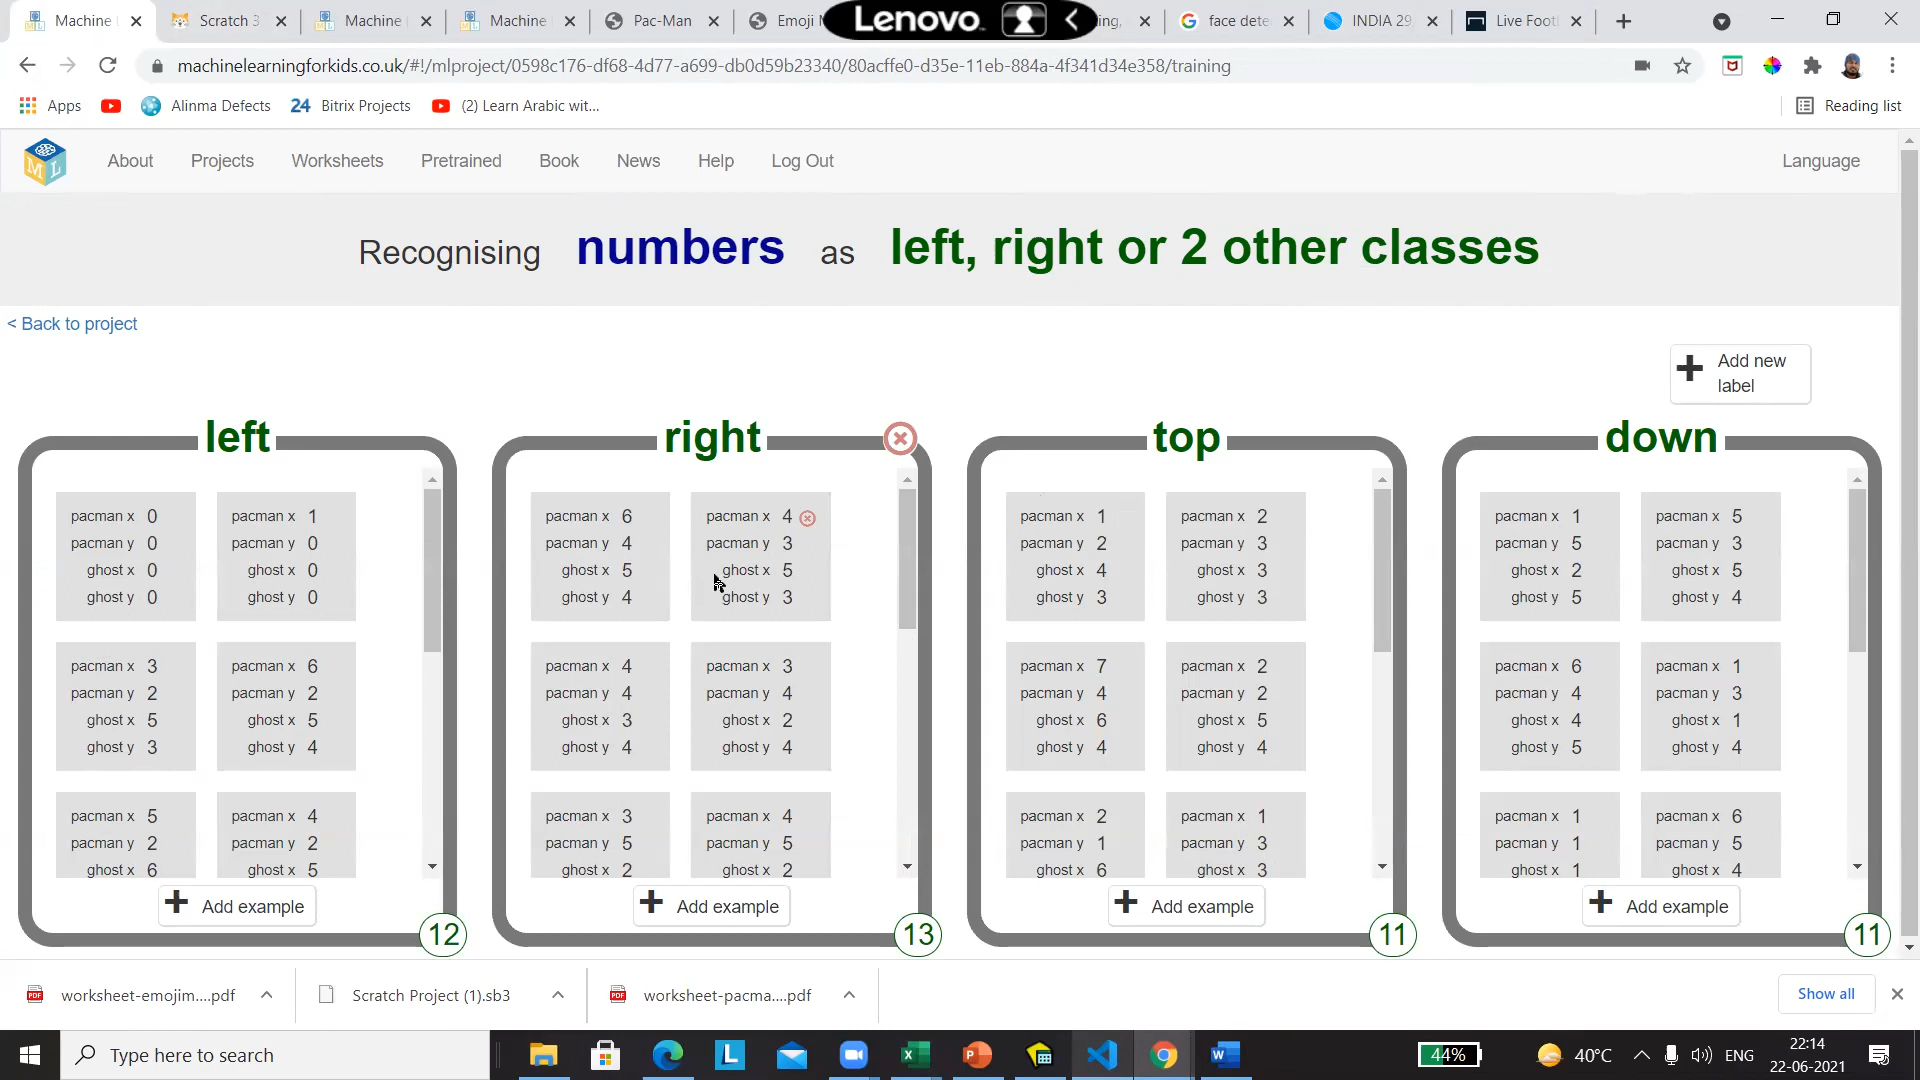 Machine
Scratch 3
Machine
Machine
Pac-Man
Emoji
Lenovo
face dete
INDIA 29
Live Foot
machinelearningforkids.co.uk/#!/mlproject/0598c176-df68-4d77-a699-db0d59b23340/80acffe0-d35e-11eb-884a-4f341d34e358/training
Apps
Alinma Defects
24 Bitrix Projects
(2) Learn Arabic wit...
Reading list
ML
About
Projects
Worksheets
Pretrained
Book
News
Help
Log Out
Language
Recognising numbers as left, right or 2 other classes
< Back to project
Add new
label
left
pacman x 0
pacman y 0
ghost x 0
ghost y 0
pacman x 1
pacman y 0
ghost x 0
ghost y 0
pacman x 3
pacman y 2
ghost x 5
ghost y 3
pacman x 6
pacman y 2
ghost x 5
ghost y 4
pacman x 5
pacman y 2
ghost x 6
pacman x 4
pacman y 2
ghost x 5
Add example
12
right
pacman x 6
pacman y 4
ghost x 5
ghost y 4
pacman x 4
pacman y 3
ghost x 5
ghost y 3
pacman x 4
pacman y 4
ghost x 3
ghost y 4
pacman x 3
pacman y 4
ghost x 2
ghost y 4
pacman x 3
pacman y 5
ghost x 2
pacman x 4
pacman y 5
ghost x 2
Add example
13
top
pacman x 1
pacman y 2
ghost x 4
ghost y 3
pacman x 2
pacman y 3
ghost x 3
ghost y 3
pacman x 7
pacman y 4
ghost x 6
ghost y 4
pacman x 2
pacman y 2
ghost x 5
ghost y 4
pacman x 2
pacman y 1
ghost x 6
pacman x 1
pacman y 3
ghost x 3
Add example
11
down
pacman x 1
pacman y 5
ghost x 2
ghost y 5
pacman x 5
pacman y 3
ghost x 5
ghost y 4
pacman x 6
pacman y 4
ghost x 4
ghost y 5
pacman x 1
pacman y 3
ghost x 1
ghost y 4
pacman x 1
pacman y 1
ghost x 1
pacman x 6
pacman y 5
ghost x 4
Add example
11
worksheet-emojim....pdf
Scratch Project (1).sb3
worksheet-pacma....pdf
Show all
Type here to search
44%
40°C
ENG
22:14
22-06-2021